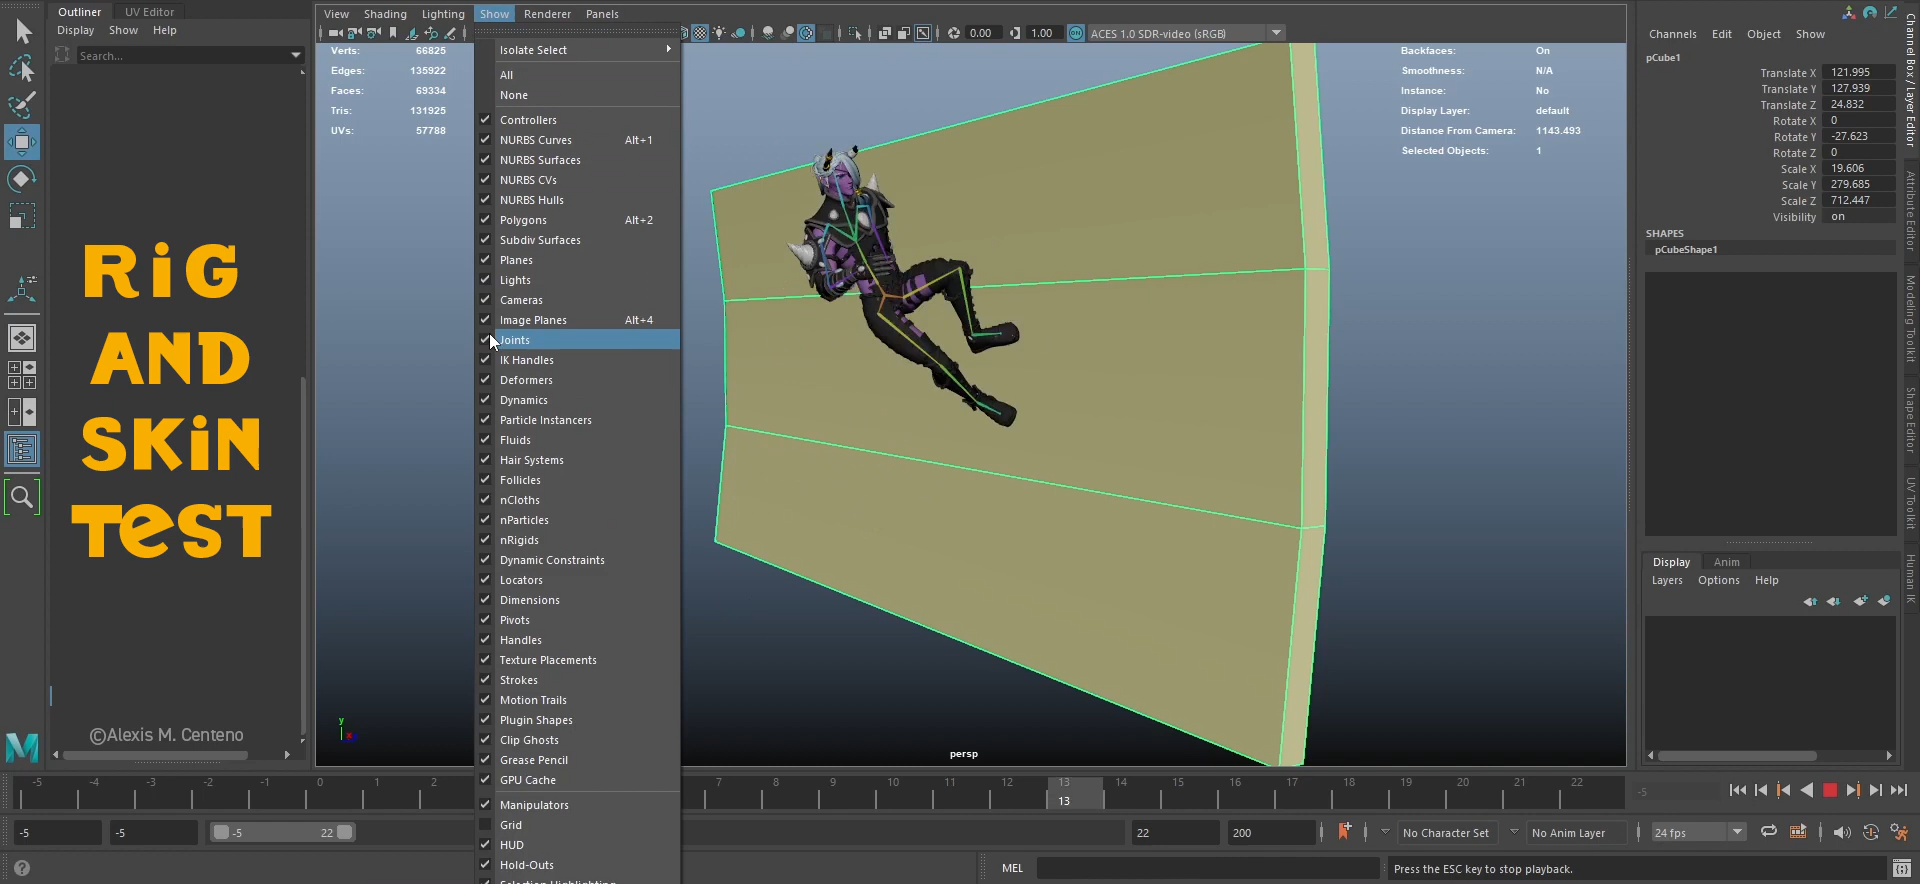 Outliner
UV Editor
Display Show Help
Search...
RiG
AND
SKiN
TeST
©Alexis M. Centeno
View Shading Lighting Show Renderer Panels
0.00
1.00
ACES 1.0 SDR-video (sRGB)
Verts: 66825
Edges: 135922
Faces: 69334
Tris: 131925
UVs: 57788
Isolate Select
All
None
Controllers
NURBS Curves Alt+1
NURBS Surfaces
NURBS CVs
NURBS Hulls
Polygons Alt+2
Subdiv Surfaces
Planes
Lights
Cameras
Image Planes Alt+4
Joints
IK Handles
Deformers
Dynamics
Particle Instancers
Fluids
Hair Systems
Follicles
nCloths
nParticles
nRigids
Dynamic Constraints
Locators
Dimensions
Pivots
Handles
Texture Placements
Strokes
Motion Trails
Plugin Shapes
Clip Ghosts
Grease Pencil
GPU Cache
Manipulators
Grid
HUD
Hold-Outs
Selection Highlighting
Backfaces: On
Smoothness: N/A
Instance: No
Display Layer: default
Distance From Camera: 1143.493
Selected Objects: 1
y
x
persp
Channels Edit Object Show
pCube1
Translate X 121.995
Translate Y 127.939
Translate Z 24.832
Rotate X 0
Rotate Y -27.623
Rotate Z 0
Scale X 19.606
Scale Y 279.685
Scale Z 712.447
Visibility on
SHAPES
pCubeShape1
Display Anim
Layers Options Help
Channel Box / Layer Editor
Attribute Editor
Modeling Toolkit
Shape Editor
UV Toolkit
Human IK
-5 -4 -3 -2 -1 0 1 2 7 8 9 10 11 12 13 14 15 16 17 18 19 20 21 22
13
-5
-5
-5
-5
22
22
200
No Character Set
No Anim Layer
24 fps
MEL
Press the ESC key to stop playback.